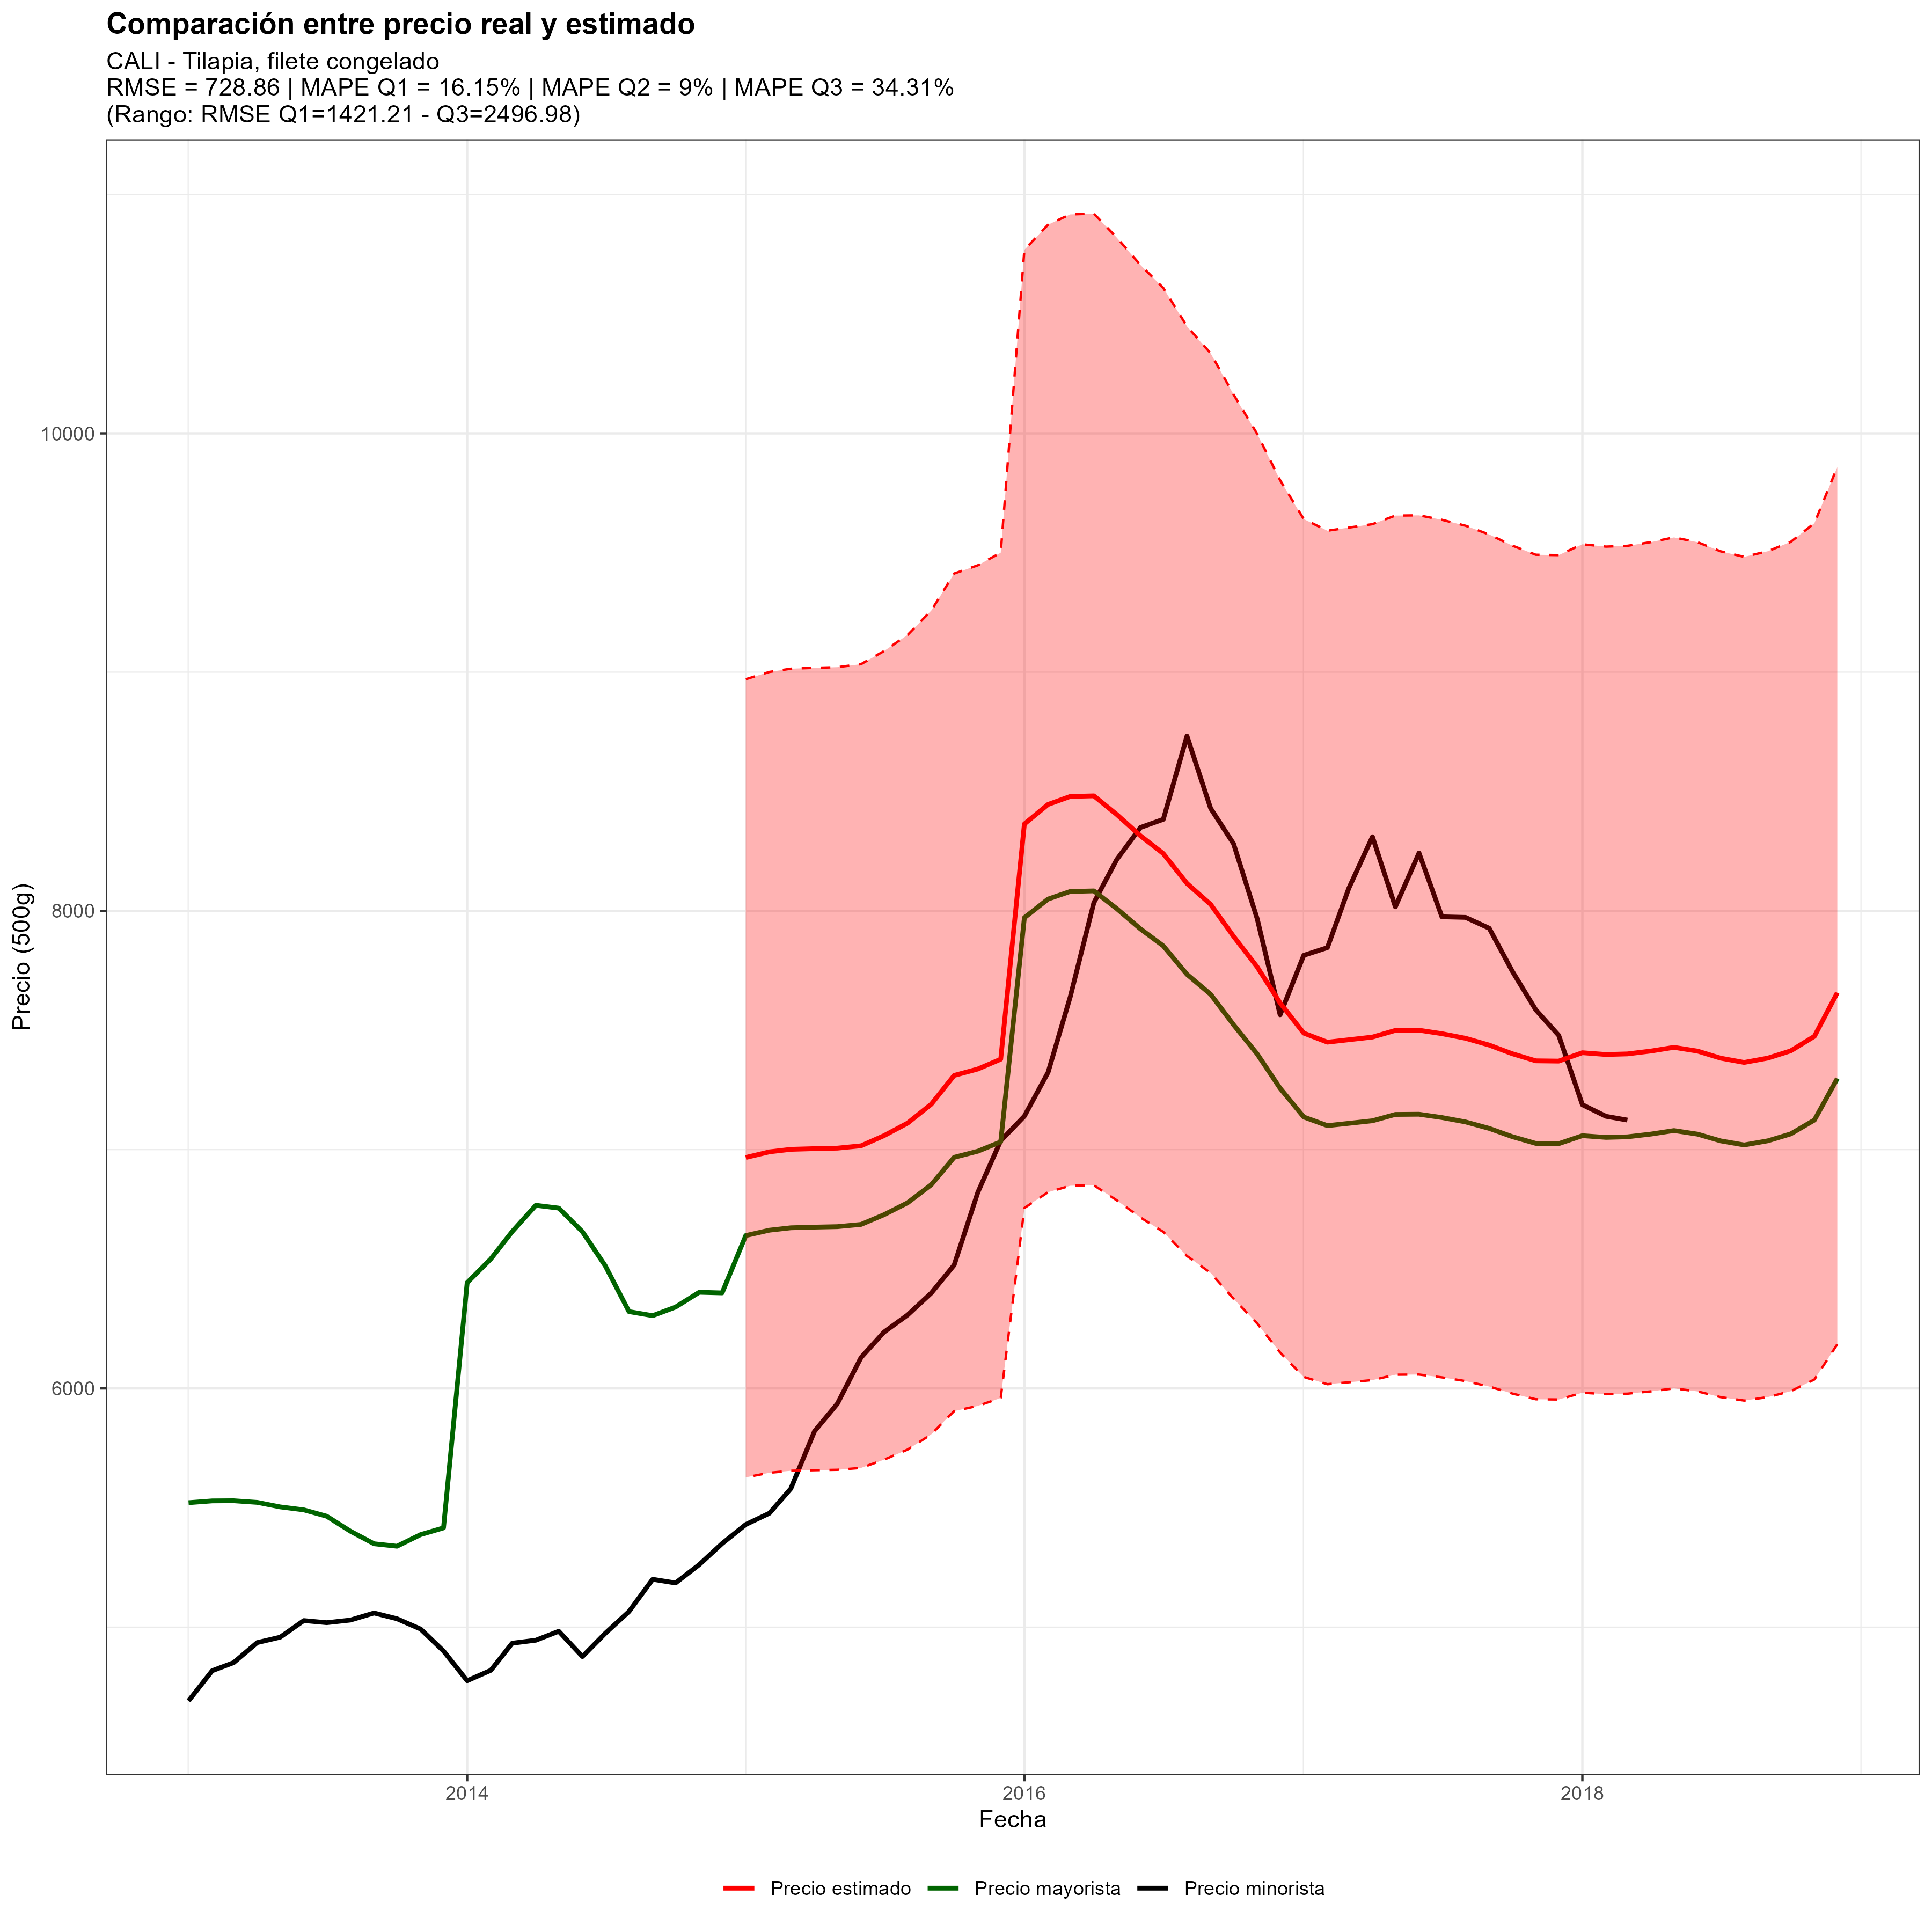 Comparación entre precio real y estimado
CALI - Tilapia, filete congelado
RMSE = 728.86 | MAPE Q1 = 16.15% | MAPE Q2 = 9% | MAPE Q3 = 34.31%
(Rango: RMSE Q1=1421.21 - Q3=2496.98)
Precio (500g)
10000
8000
6000
2014
2016
2018
Fecha
Precio estimado
Precio mayorista
Precio minorista